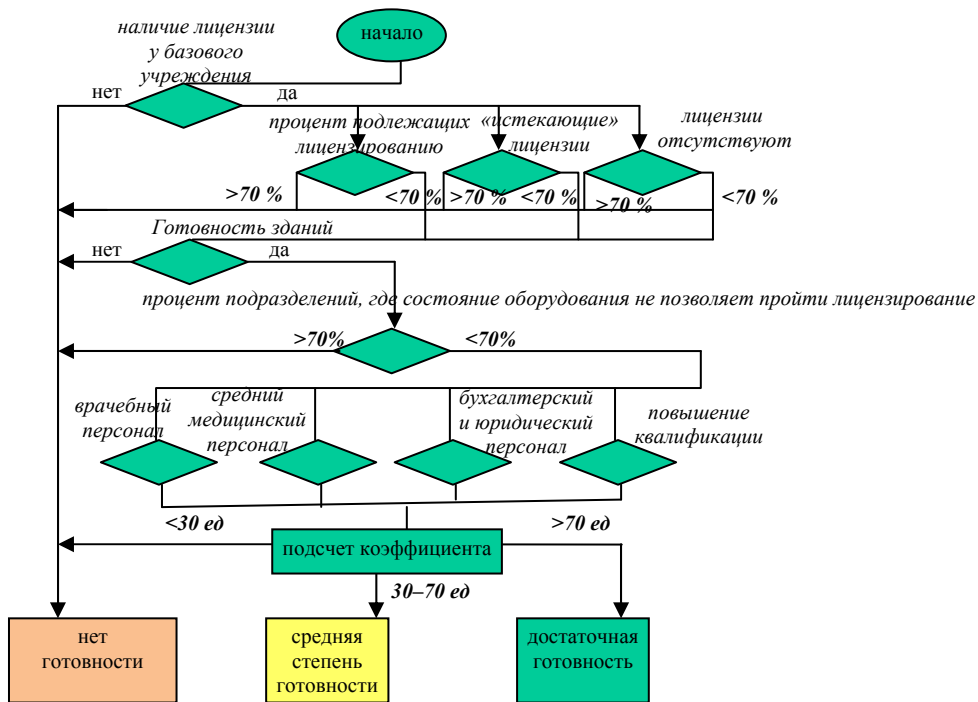 наличие лицензии
у базового
учреждения
начало
нет
да
процент подлежащих
лицензированию
«истекающие»
лицензии
лицензии
отсутствуют
>70 %
<70 %
>70 %
<70 %
>70 %
<70 %
Готовность зданий
нет
да
процент подразделений, где состояние оборудования не позволяет пройти лицензирование
>70%
<70%
врачебный
персонал
средний
медицинский
персонал
бухгалтерский
и юридический
персонал
повышение
квалификации
<30 ед
>70 ед
подсчет коэффициента
30–70 ед
нет
готовности
средняя
степень
готовности
достаточная
готовность